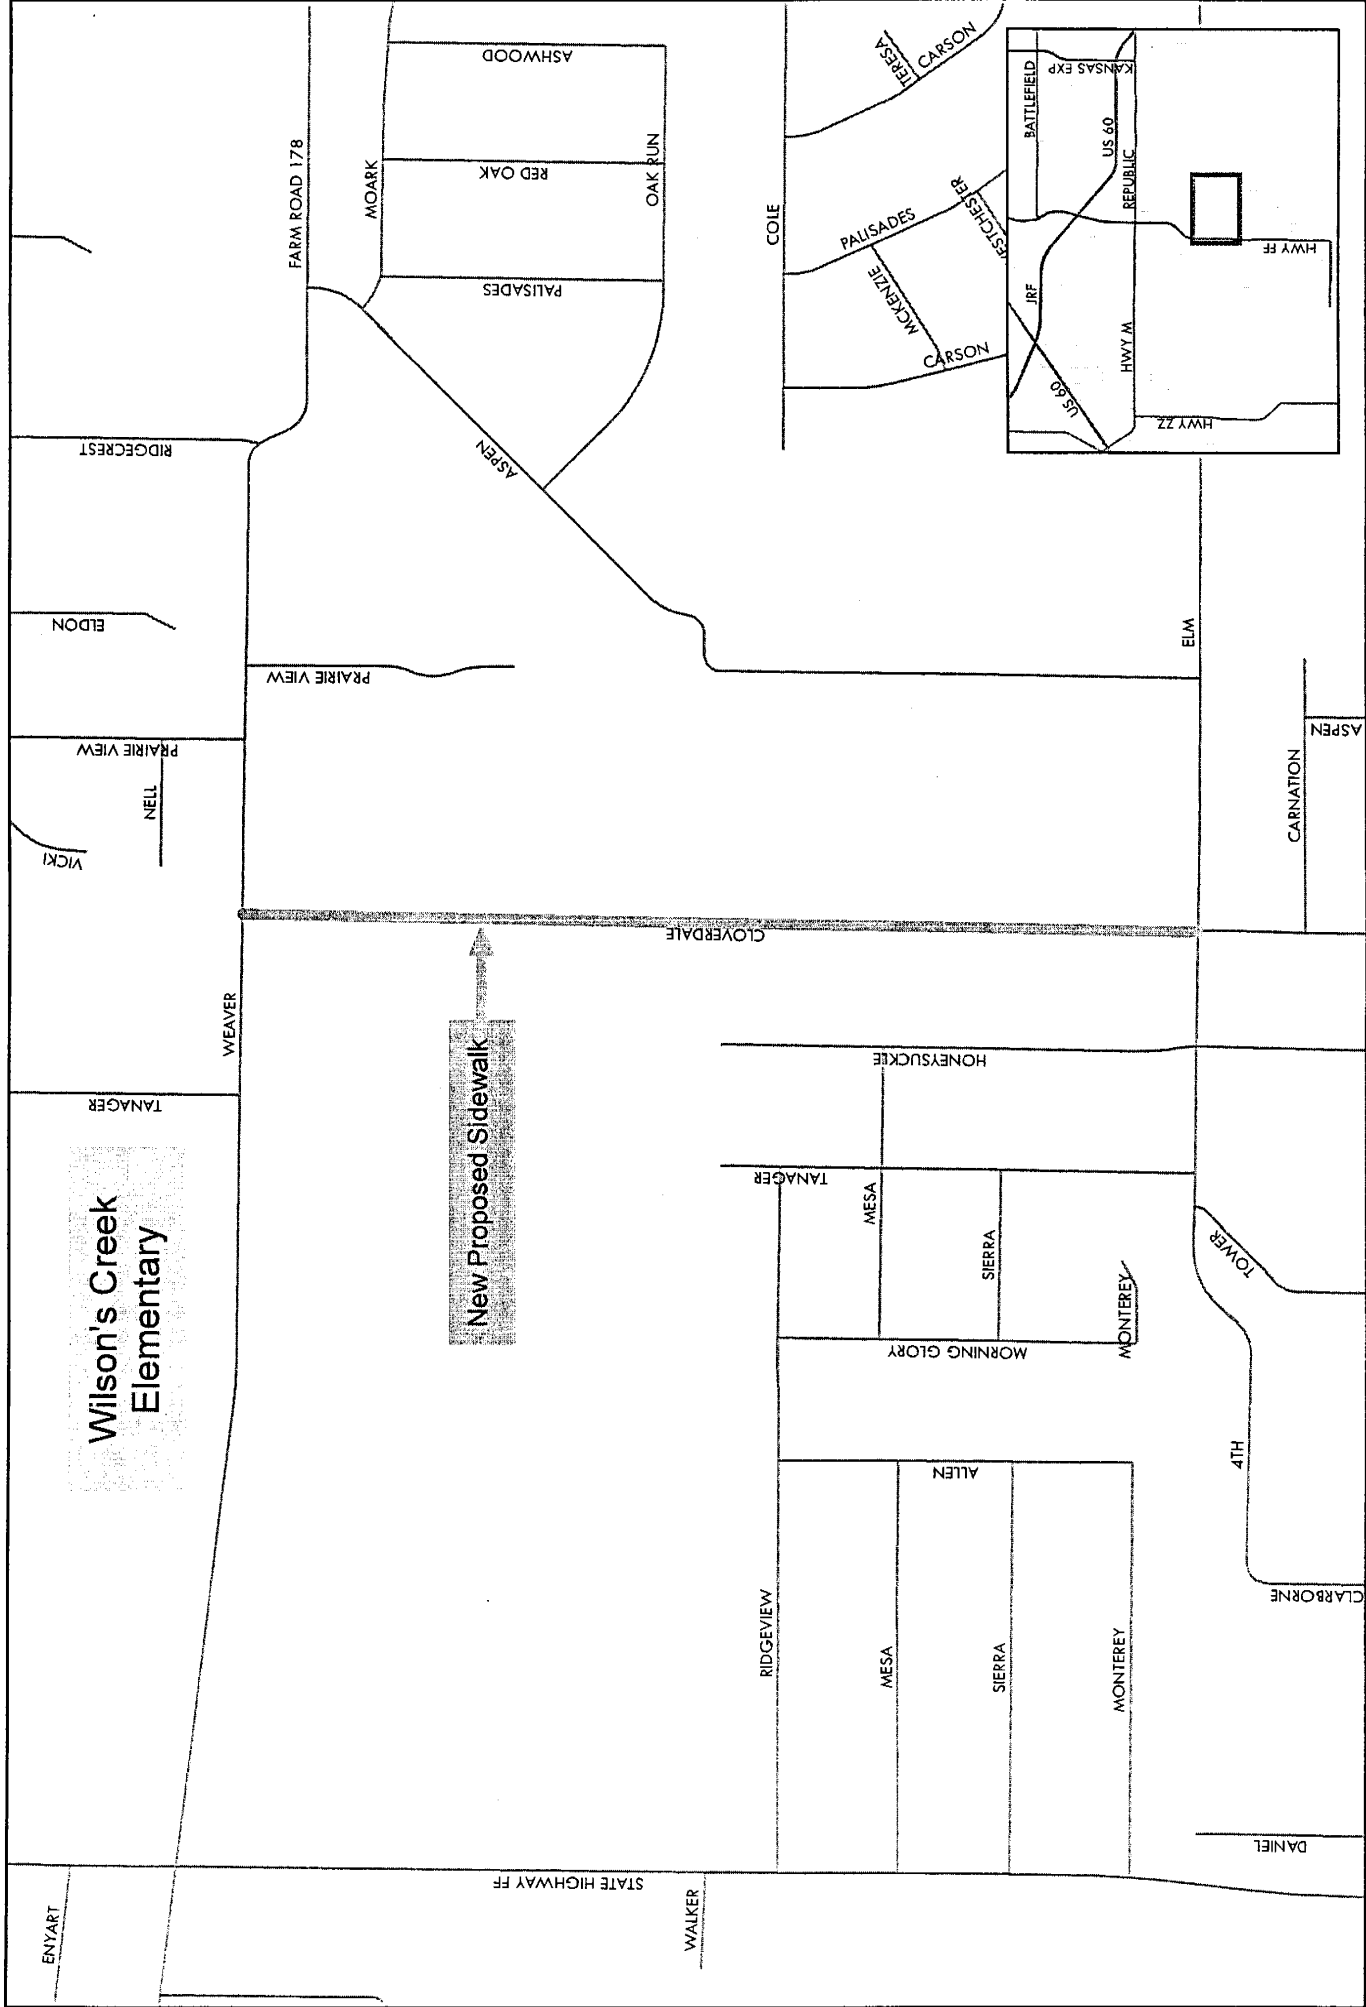 ENYART
VICKI
ELDON
Wilson's Creek
Elementary
TANAGER
PRAIRIE VIEW
RIDGECREST
NELL
WEAVER
FARM ROAD 178
PRAIRIE VIEW
MOARK
New Proposed Sidewalk
ASPEN
PALISADES
RED OAK
ASHWOOD
STATE HIGHWAY FF
OAK RUN
WALKER
CLOVERDALE
RIDGEVIEW
COLE
TANAGER
MESA
PALISADES
MESA
MCKENZIE
TERESA
HONEYSUCKLE
CARSON
CARSON
ALLEN
MORNING GLORY
ESTCHESTER
SIERRA
SIERRA
MONTEREY
MONTEREY
ELM
TOWER
4TH
DANIEL
CARNATION
CLARBORNE
ASPEN
BATTLEFIELD
KANSAS EXP
JRF
US 60
US 60
HWY M
REPUBLIC
HWY ZZ
HWY FF